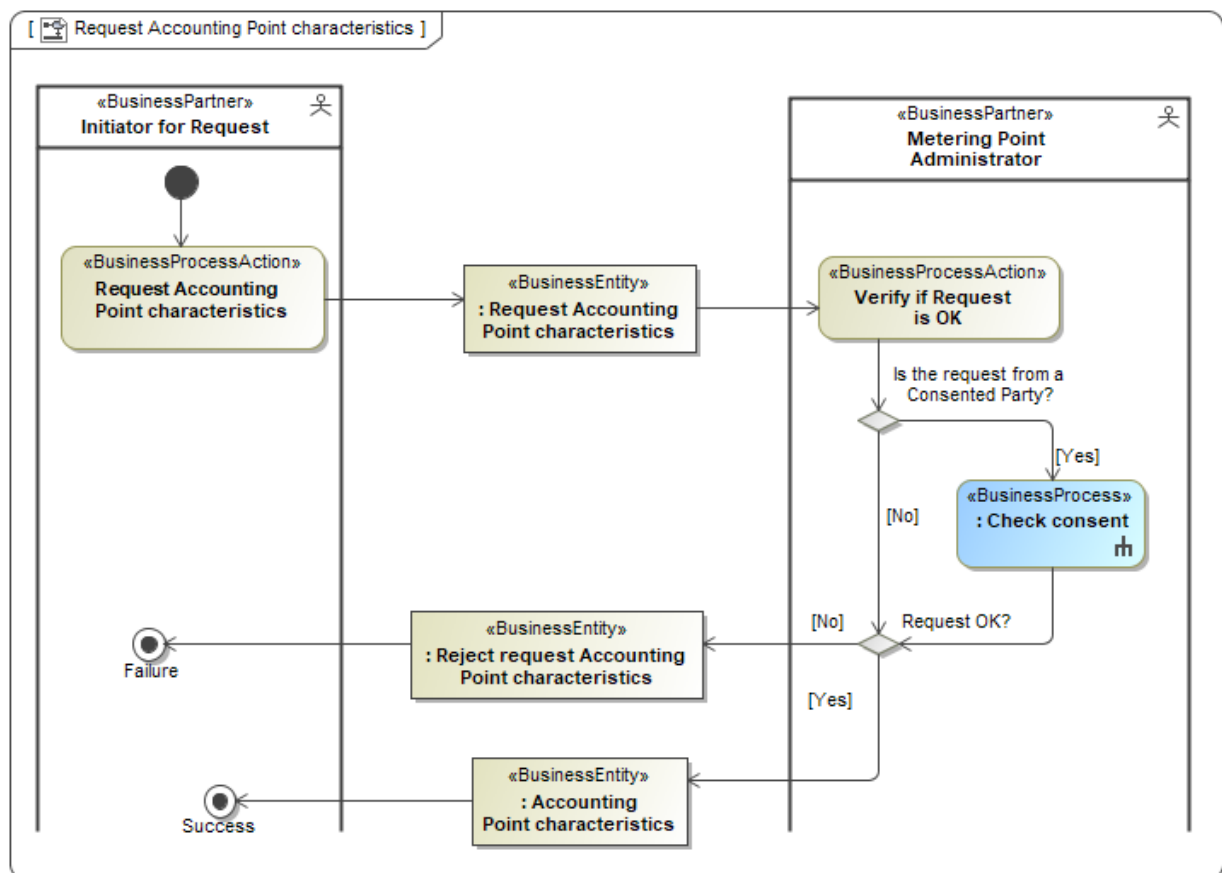 [ Request Accounting Point characteristics ]
«BusinessPartner»
Initiator for Request
«BusinessPartner»
Metering Point
Administrator
«BusinessProcessAction»
Request Accounting
Point characteristics
«BusinessEntity»
: Request Accounting
Point characteristics
«BusinessProcessAction»
Verify if Request
is OK
Is the request from a
Consented Party?
[Yes]
«BusinessProcess»
: Check consent
[No]
Request OK?
[No]
«BusinessEntity»
: Reject request Accounting
Point characteristics
Failure
[Yes]
«BusinessEntity»
: Accounting
Point characteristics
Success